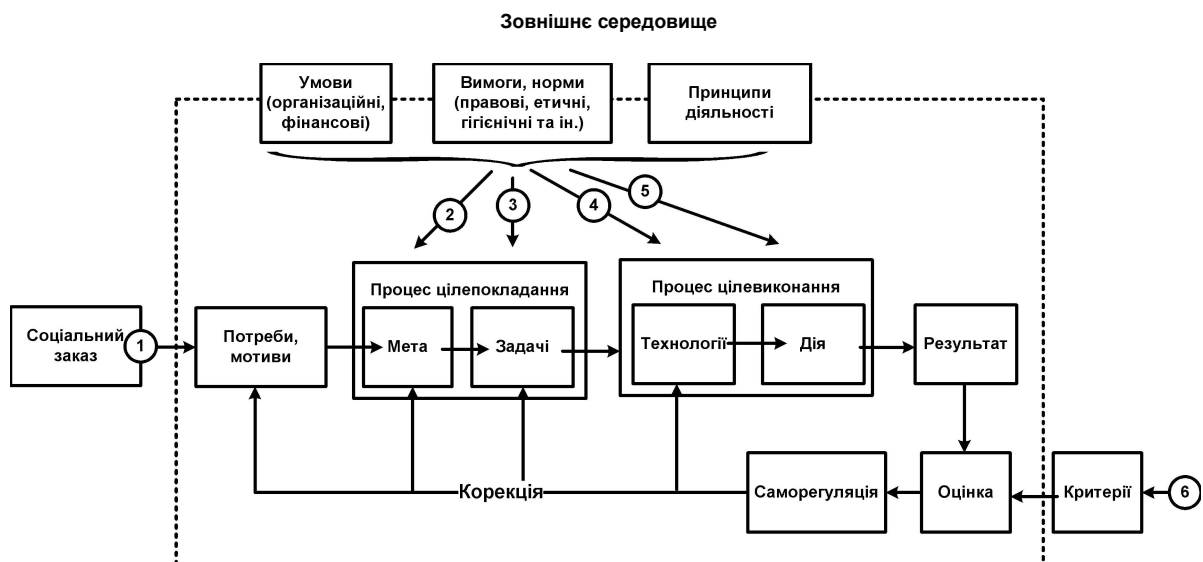 Зовнішнє середовище
Умови
(організаційні,
фінансові)
Вимоги, норми
(правові, етичні,
гігієнічні та ін.)
Принципи
діяльності
2
3
4
5
Процес цілепокладання
Процес цілевиконання
Соціальний
заказ
1
Потреби,
мотиви
Мета
Задачі
Технології
Дія
Результат
Корекція
Саморегуляція
Оцінка
Критерії
6